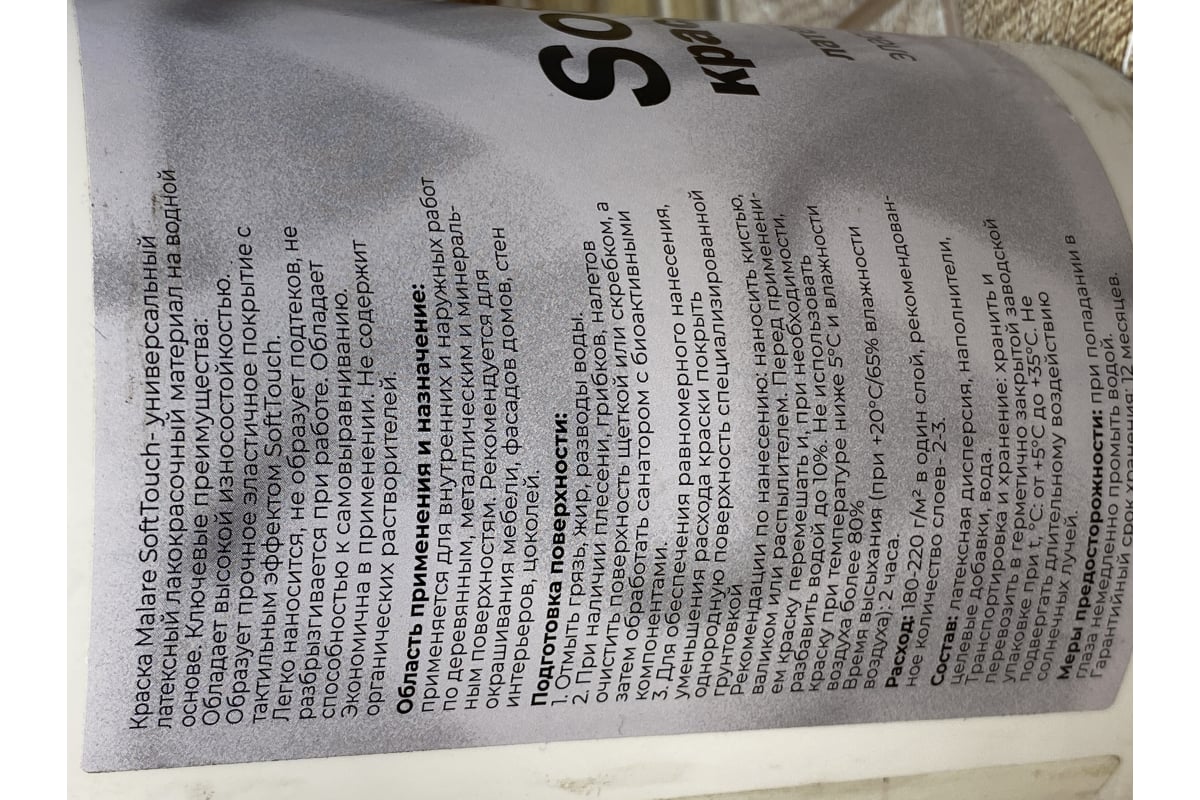 Краска Malare SoftTouch- универсальный
латексный лакокрасочный материал на водной
основе. Ключевые преимущества:
Обладает высокой износостойкостью.
Образует прочное эластичное покрытие с
тактильным эффектом SoftTouch.
Легко наносится, не образует подтеков, не
разбрызгивается при работе. Обладает
способностью к самовыравниванию.
Экономична в применении. Не содержит
органических растворителей.
Область применения и назначение:
применяется для внутренних и наружных работ
по деревянным, металлическим и минераль-
ным поверхностям. Рекомендуется для
окрашивания мебели, фасадов домов, стен
интерьеров, цоколей.
Подготовка поверхности:
1. Отмыть грязь, жир, разводы воды.
2. При наличии плесени, грибков, налетов
очистить поверхность щеткой или скребком, а
затем обработать санатором с биоактивными
компонентами.
3. Для обеспечения равномерного нанесения,
уменьшения расхода краски покрыть
однородную поверхность специализированной
грунтовкой
Рекомендации по нанесению: наносить кистью,
валиком или распылителем. Перед применени-
ем краску перемешать и, при необходимости,
разбавить водой до 10%. Не использовать
краску при температуре ниже 5°С и влажности
воздуха более 80%
Время высыхания (при +20°С/65% влажности
воздуха): 2 часа.
Расход: 180-220 г/м² в один слой, рекомендован-
ное количество слоев- 2-3.
Состав: латексная дисперсия, наполнители,
целевые добавки, вода.
Транспортировка и хранение: хранить и
перевозить в герметично закрытой заводской
упаковке при t, °С: от +5°С до +35°С. Не
подвергать длительному воздействию
солнечных лучей.
Меры предосторожности: при попадании в
глаза немедленно промыть водой.
Гарантийный срок хранения: 12 месяцев.